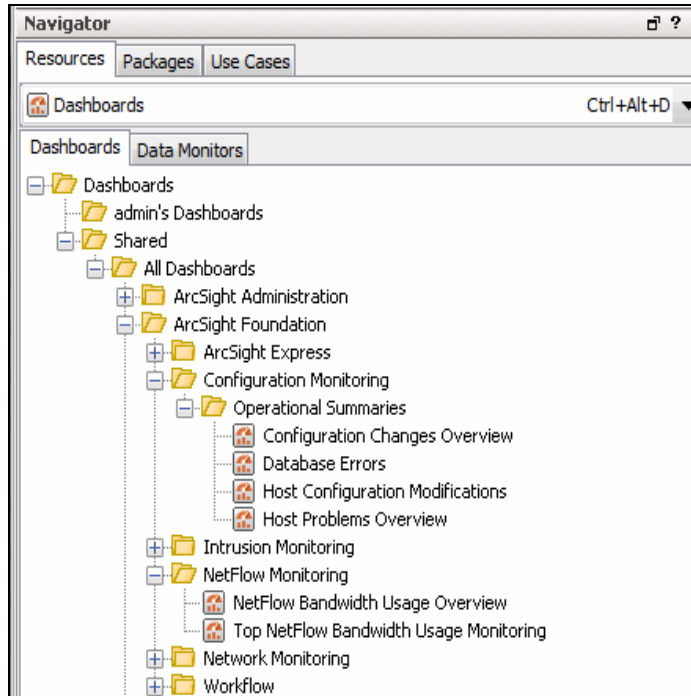 Navigator ?
Resources Packages Use Cases
Dashboards Ctrl+Alt+D
Dashboards Data Monitors
Dashboards
admin's Dashboards
Shared
All Dashboards
ArcSight Administration
ArcSight Foundation
ArcSight Express
Configuration Monitoring
Operational Summaries
Configuration Changes Overview
Database Errors
Host Configuration Modifications
Host Problems Overview
Intrusion Monitoring
NetFlow Monitoring
NetFlow Bandwidth Usage Overview
Top NetFlow Bandwidth Usage Monitoring
Network Monitoring
Workflow